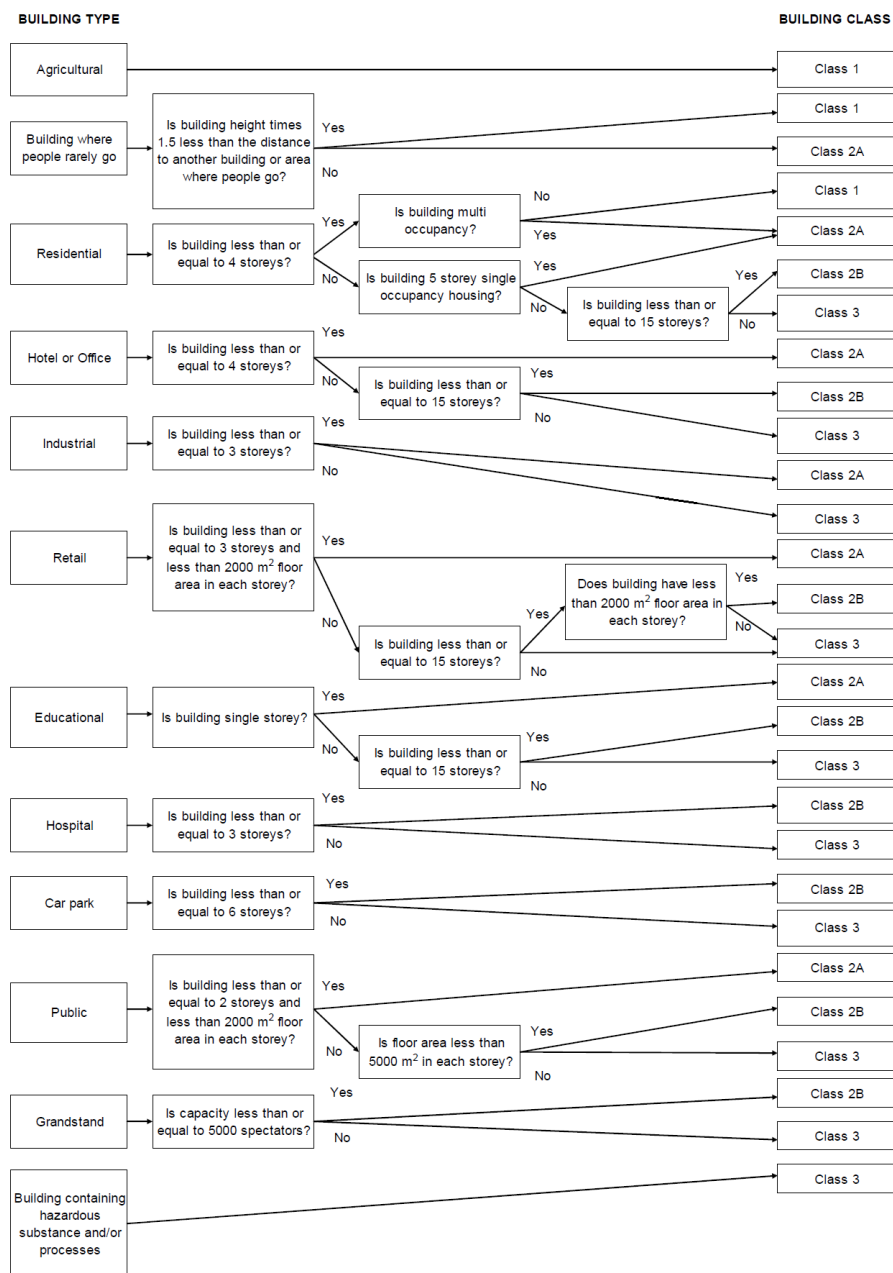 BUILDING TYPE
BUILDING CLASS
Agricultural
Class 1
Building where
people rarely go
Is building height times
1.5 less than the distance
to another building or area
where people go?
Yes
No
Class 1
Class 2A
Residential
Is building less than or
equal to 4 storeys?
Yes
No
Is building multi
occupancy?
No
Yes
Is building 5 storey single
occupancy housing?
Yes
No
Is building less than or
equal to 15 storeys?
Yes
No
Class 1
Class 2A
Class 2B
Class 3
Hotel or Office
Is building less than or
equal to 4 storeys?
Yes
No
Is building less than or
equal to 15 storeys?
Yes
No
Class 2A
Class 2B
Class 3
Industrial
Is building less than or
equal to 3 storeys?
Yes
No
Class 2A
Class 3
Retail
Is building less than or
equal to 3 storeys and
less than 2000 m² floor
area in each storey?
Yes
No
Is building less than or
equal to 15 storeys?
Yes
No
Does building have less
than 2000 m² floor area in
each storey?
Yes
No
Class 2A
Class 2B
Class 3
Educational
Is building single storey?
Yes
No
Is building less than or
equal to 15 storeys?
Yes
No
Class 2A
Class 2B
Class 3
Hospital
Is building less than or
equal to 3 storeys?
Yes
No
Class 2B
Class 3
Car park
Is building less than or
equal to 6 storeys?
Yes
No
Class 2B
Class 3
Public
Is building less than or
equal to 2 storeys and
less than 2000 m² floor
area in each storey?
Yes
No
Is floor area less than
5000 m² in each storey?
Yes
No
Class 2A
Class 2B
Class 3
Grandstand
Is capacity less than or
equal to 5000 spectators?
Yes
No
Class 2B
Class 3
Building containing
hazardous
substance and/or
processes
Class 3